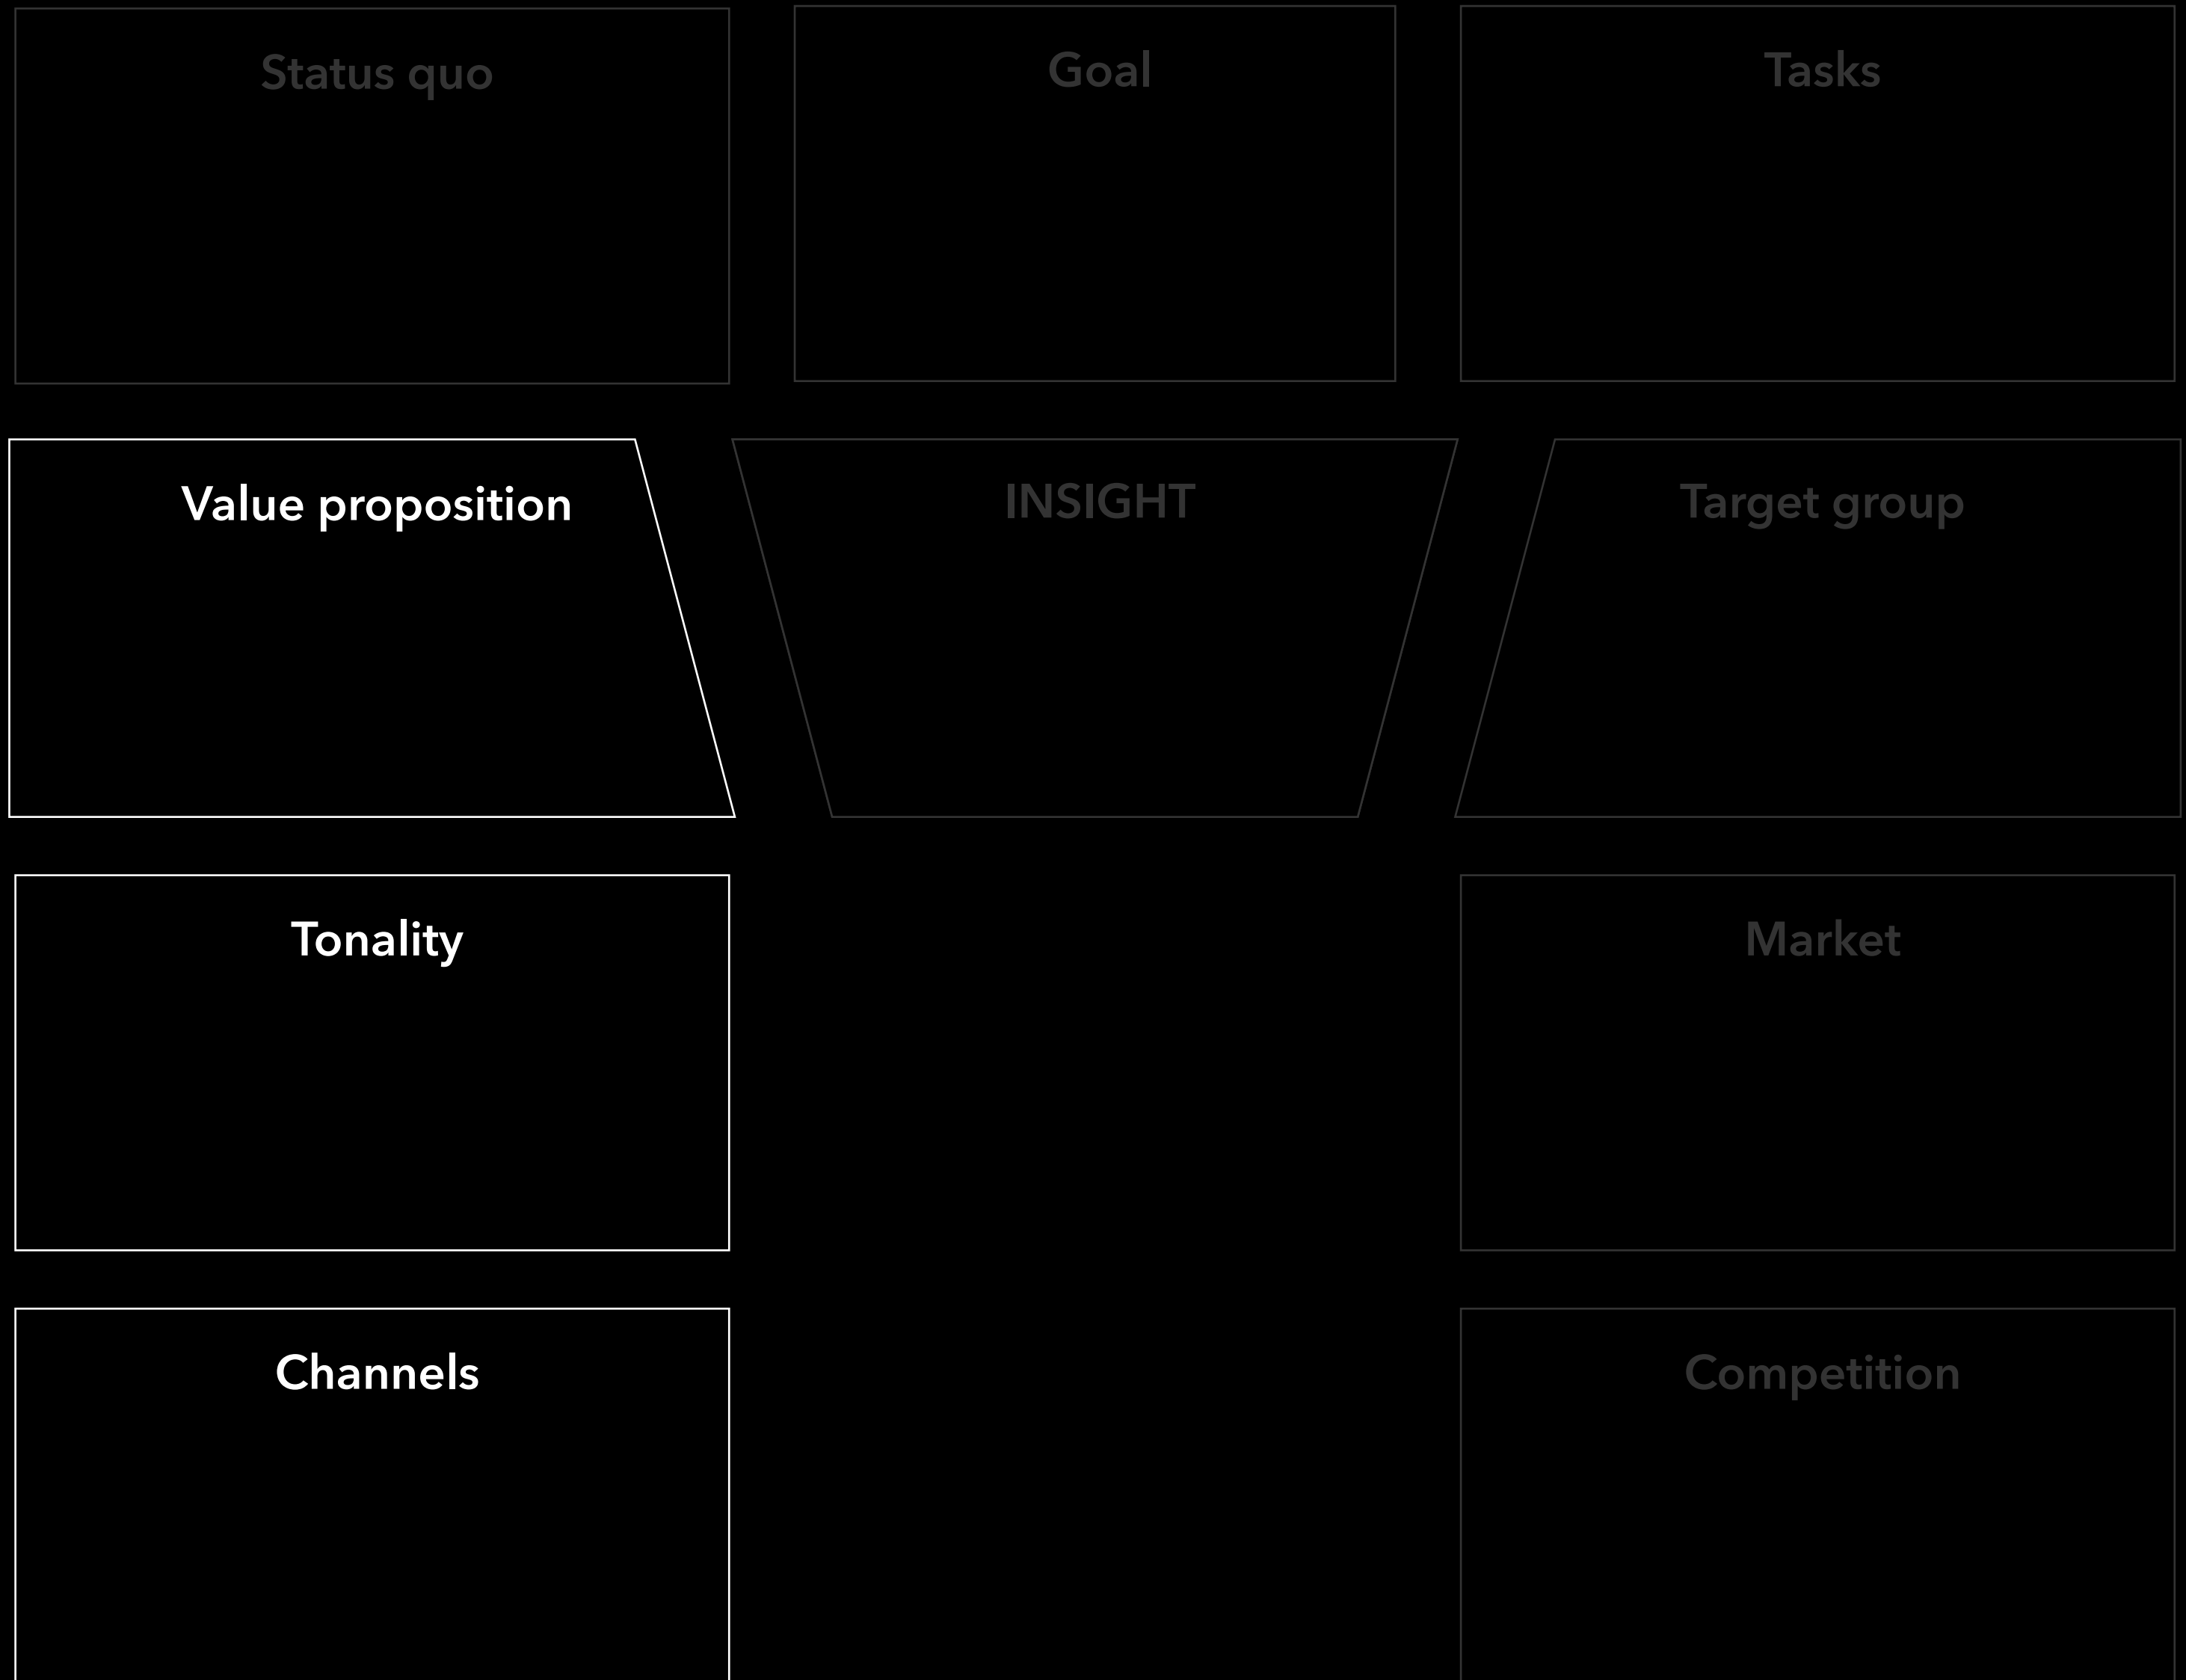 Status quo
Goal
Tasks
Value proposition
INSIGHT
Target group
Tonality
Market
Channels
Competition